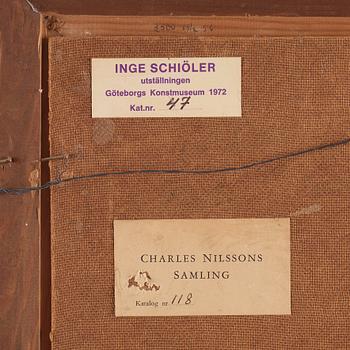 INGE SCHIÖLER
utställningen
Göteborgs Konstmuseum 1972
Kat.nr. 47
CHARLES NILSSONS
SAMLING
Katalog nr 118